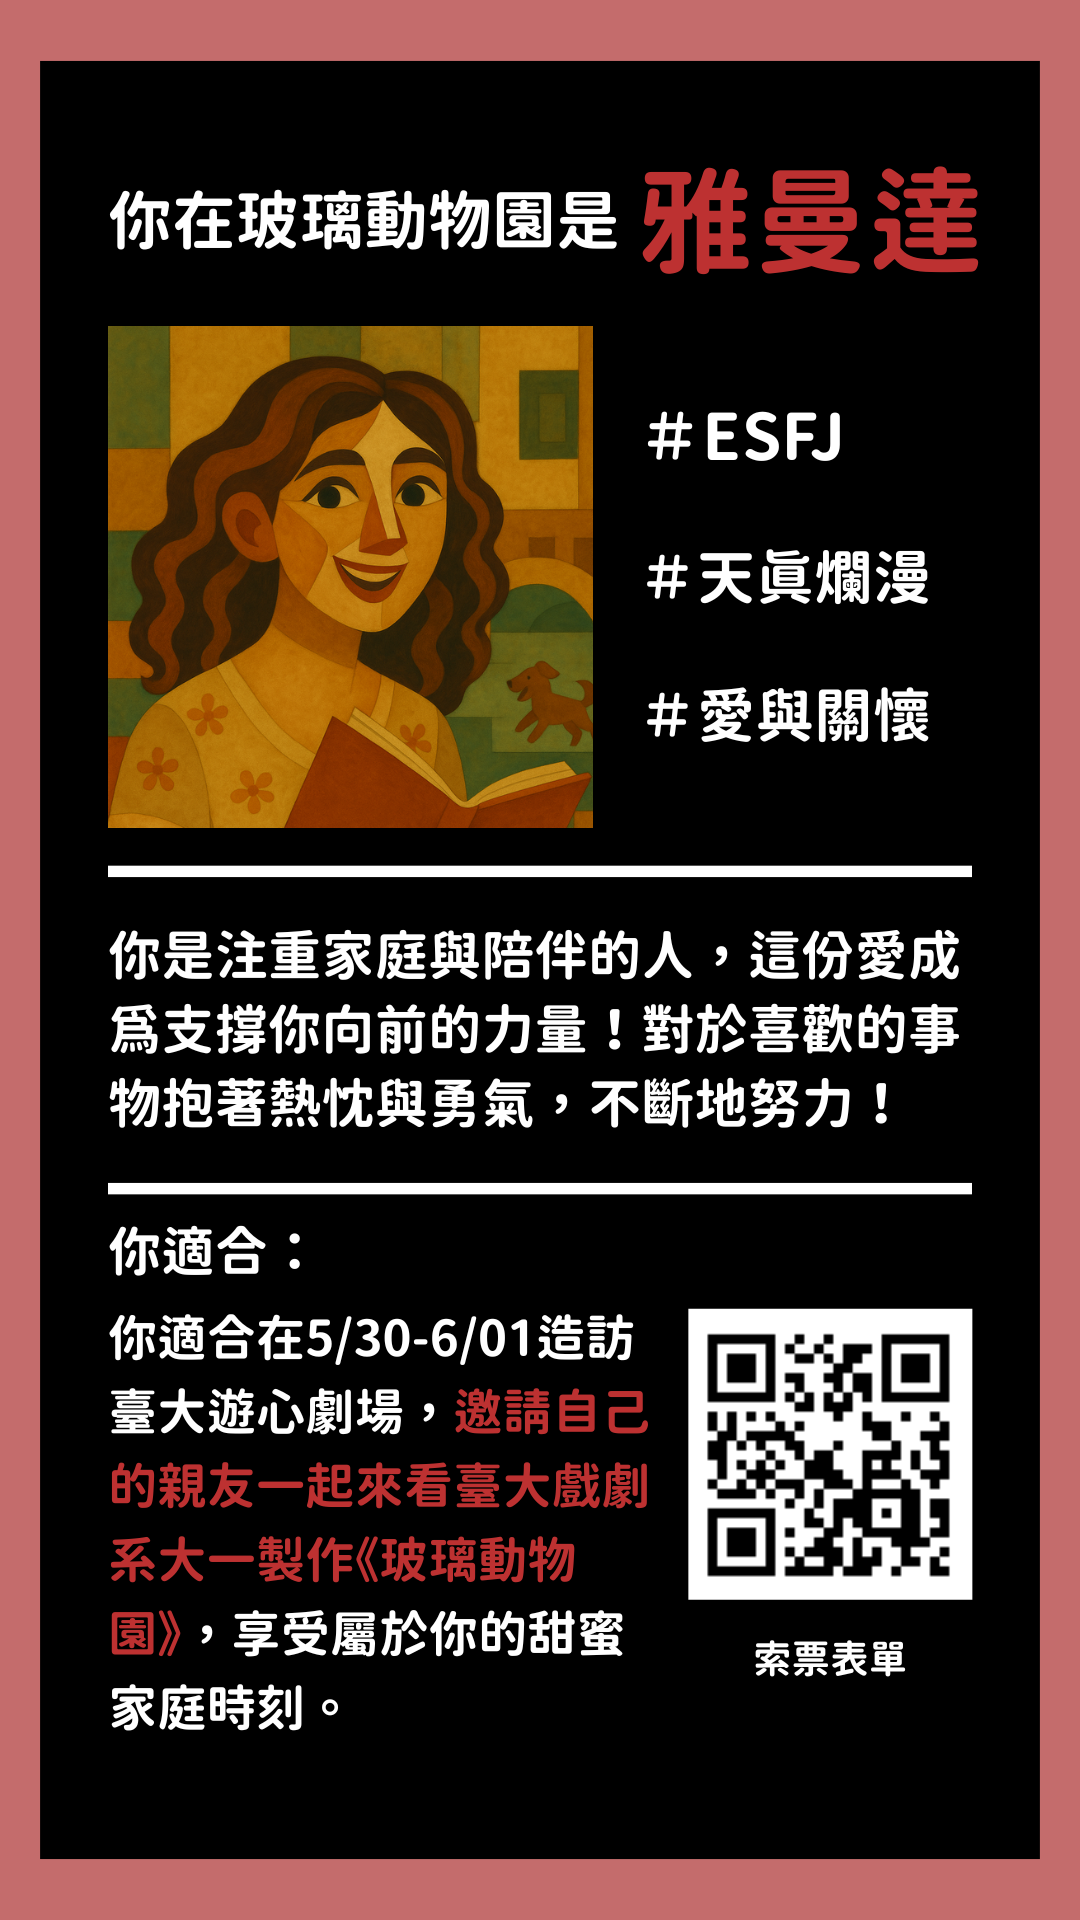 你在玻璃動物園是 雅曼達
#ESFJ
#天真爛漫
#愛與關懷
你是注重家庭與陪伴的人，這份愛成
為支撐你向前的力量！對於喜歡的事
物抱著熱忱與勇氣，不斷地努力！
你適合：
你適合在5/30-6/01造訪
臺大遊心劇場，邀請自己
的親友一起來看臺大戲劇
系大一製作《玻璃動物
園》，享受屬於你的甜蜜
家庭時刻。
索票表單